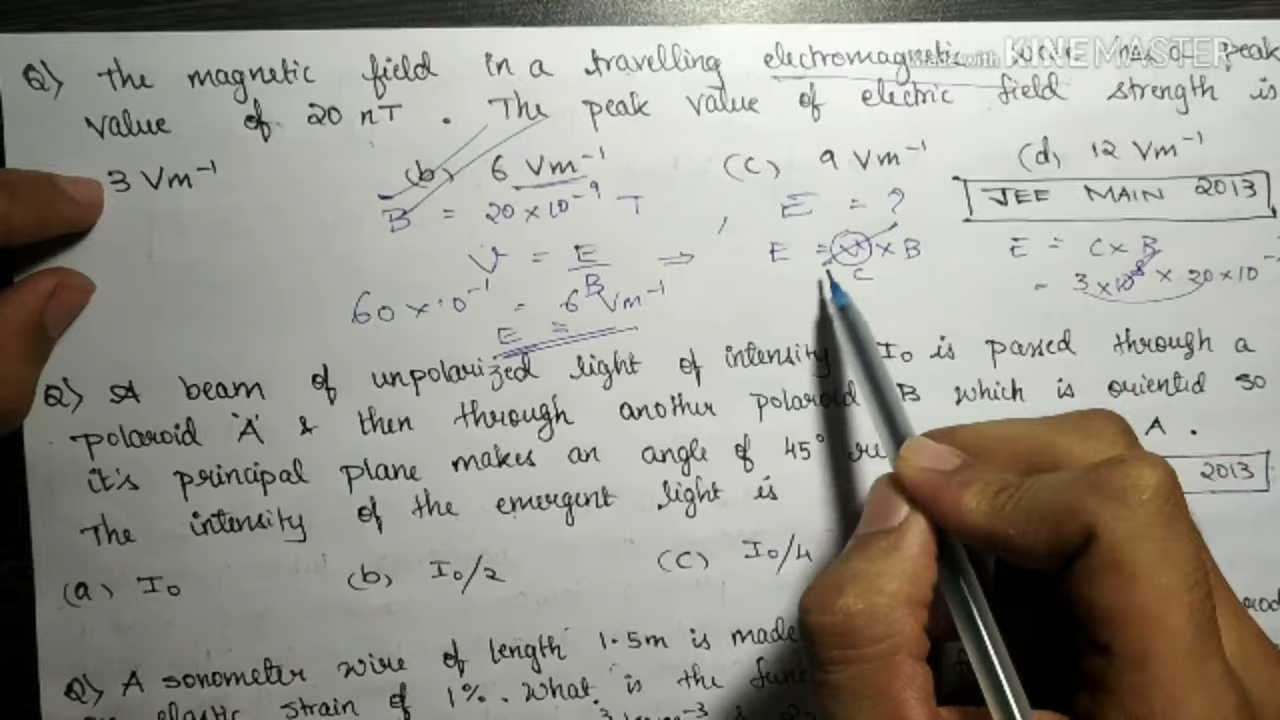 Q) The magnetic field in a travelling electromagnetic peak
value of 20 nT . The peak value of electric field strength is
3 Vm⁻¹ (b) 6 Vm⁻¹ (c) 9 Vm⁻¹ (d) 12 Vm⁻¹
JEE MAIN 2013
B = 20 × 10⁻⁹ T , E = ?
v = E/B ⇒ E = v × B E = C × B
C
= 3 × 10⁸ × 20 × 10⁻
60 × 10⁻¹ = 6 Vm⁻¹
E =
Q) A beam of unpolarized light of intensity I₀ is passed through a
polaroid 'A' & then through another polaroid B which is oriented so
it's principal plane makes an angle of 45° A .
2013
The intensity of the emergent light is
(a) I₀ (b) I₀/2 (c) I₀/4
Q) A sonometer wire of length 1.5m is made
elastic strain of 1%. What is the